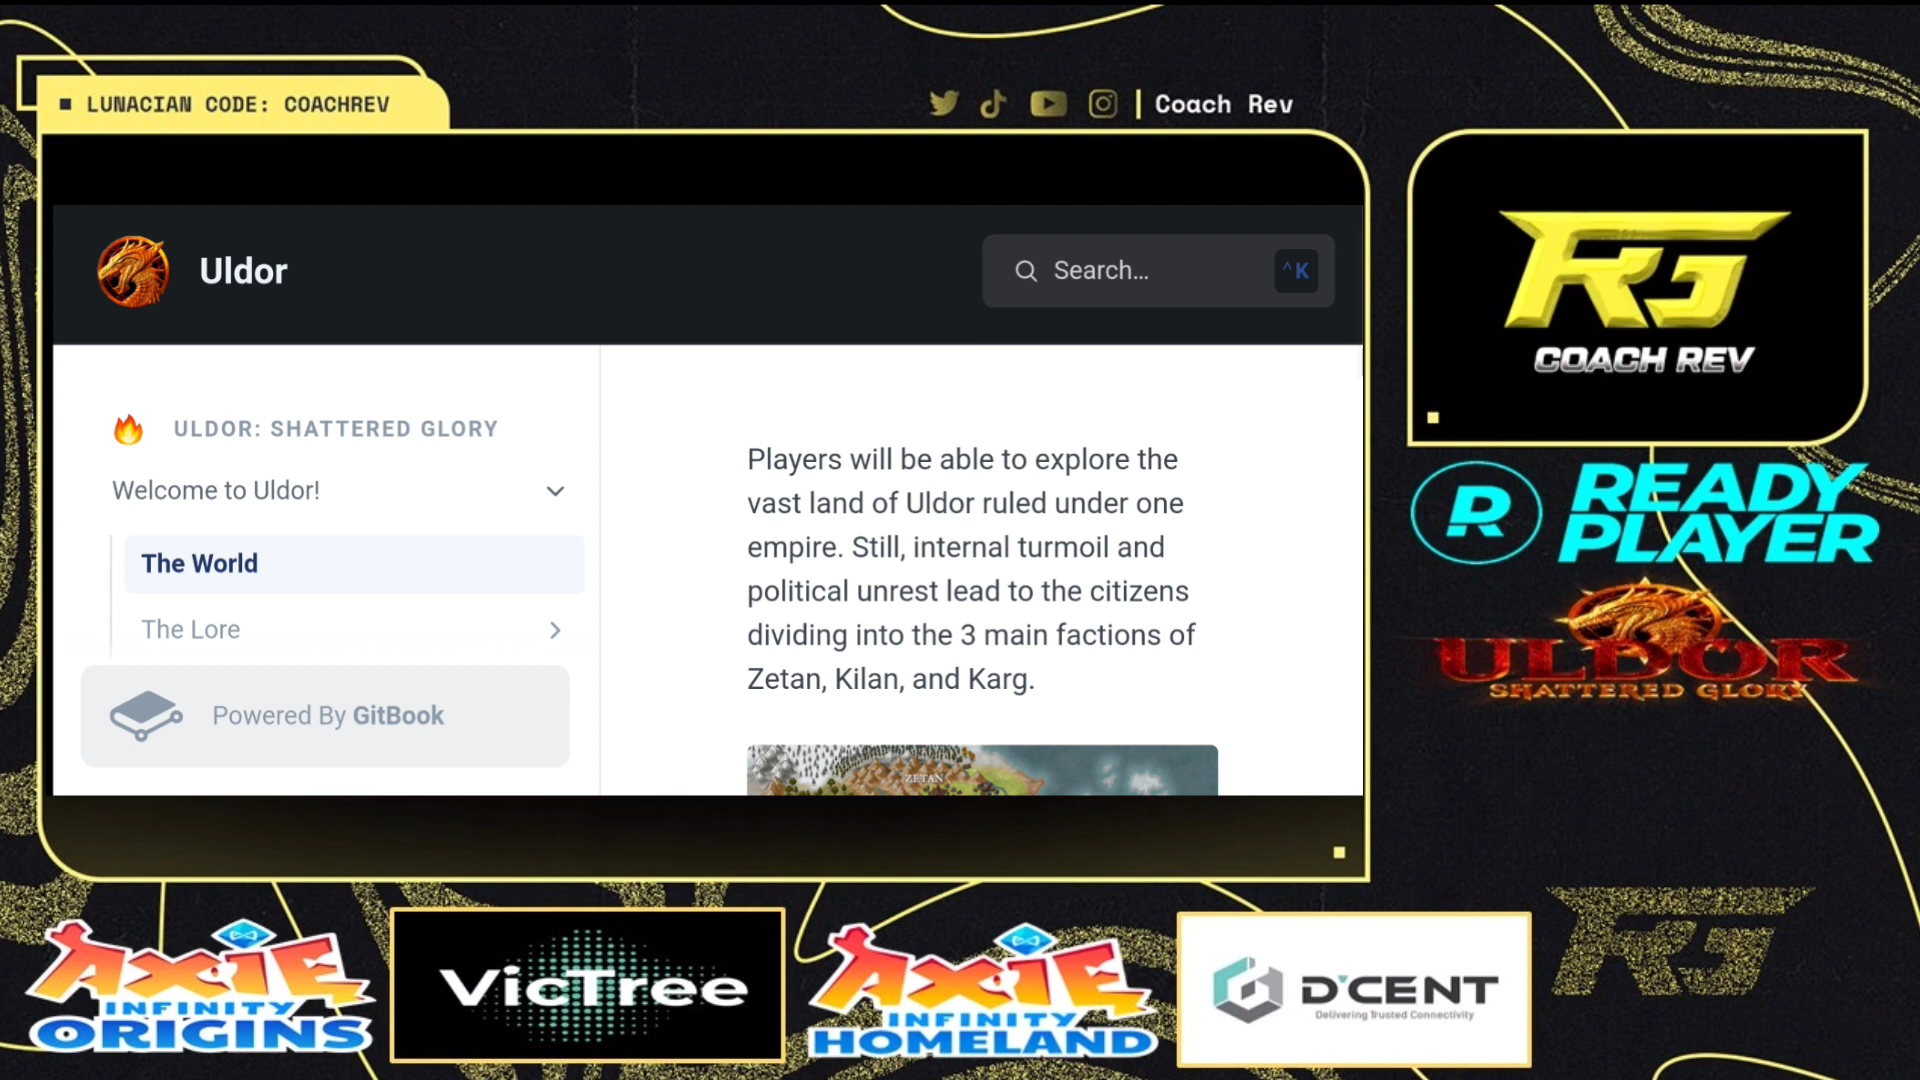 LUNACIAN CODE: COACHREV
Coach Rev
Uldor
Search...
^K
ULDOR: SHATTERED GLORY
Welcome to Uldor!
The World
The Lore
Powered By GitBook
Players will be able to explore the
vast land of Uldor ruled under one
empire. Still, internal turmoil and
political unrest lead to the citizens
dividing into the 3 main factions of
Zetan, Kilan, and Karg.
ZETAN
COACH REV
R
READY
PLAYER
ULDOR
SHATTERED GLORY
AXIE
INFINITY
ORIGINS
VicTree
AXIE
INFINITY
HOMELAND
D'CENT
Delivering Trusted Connectivity